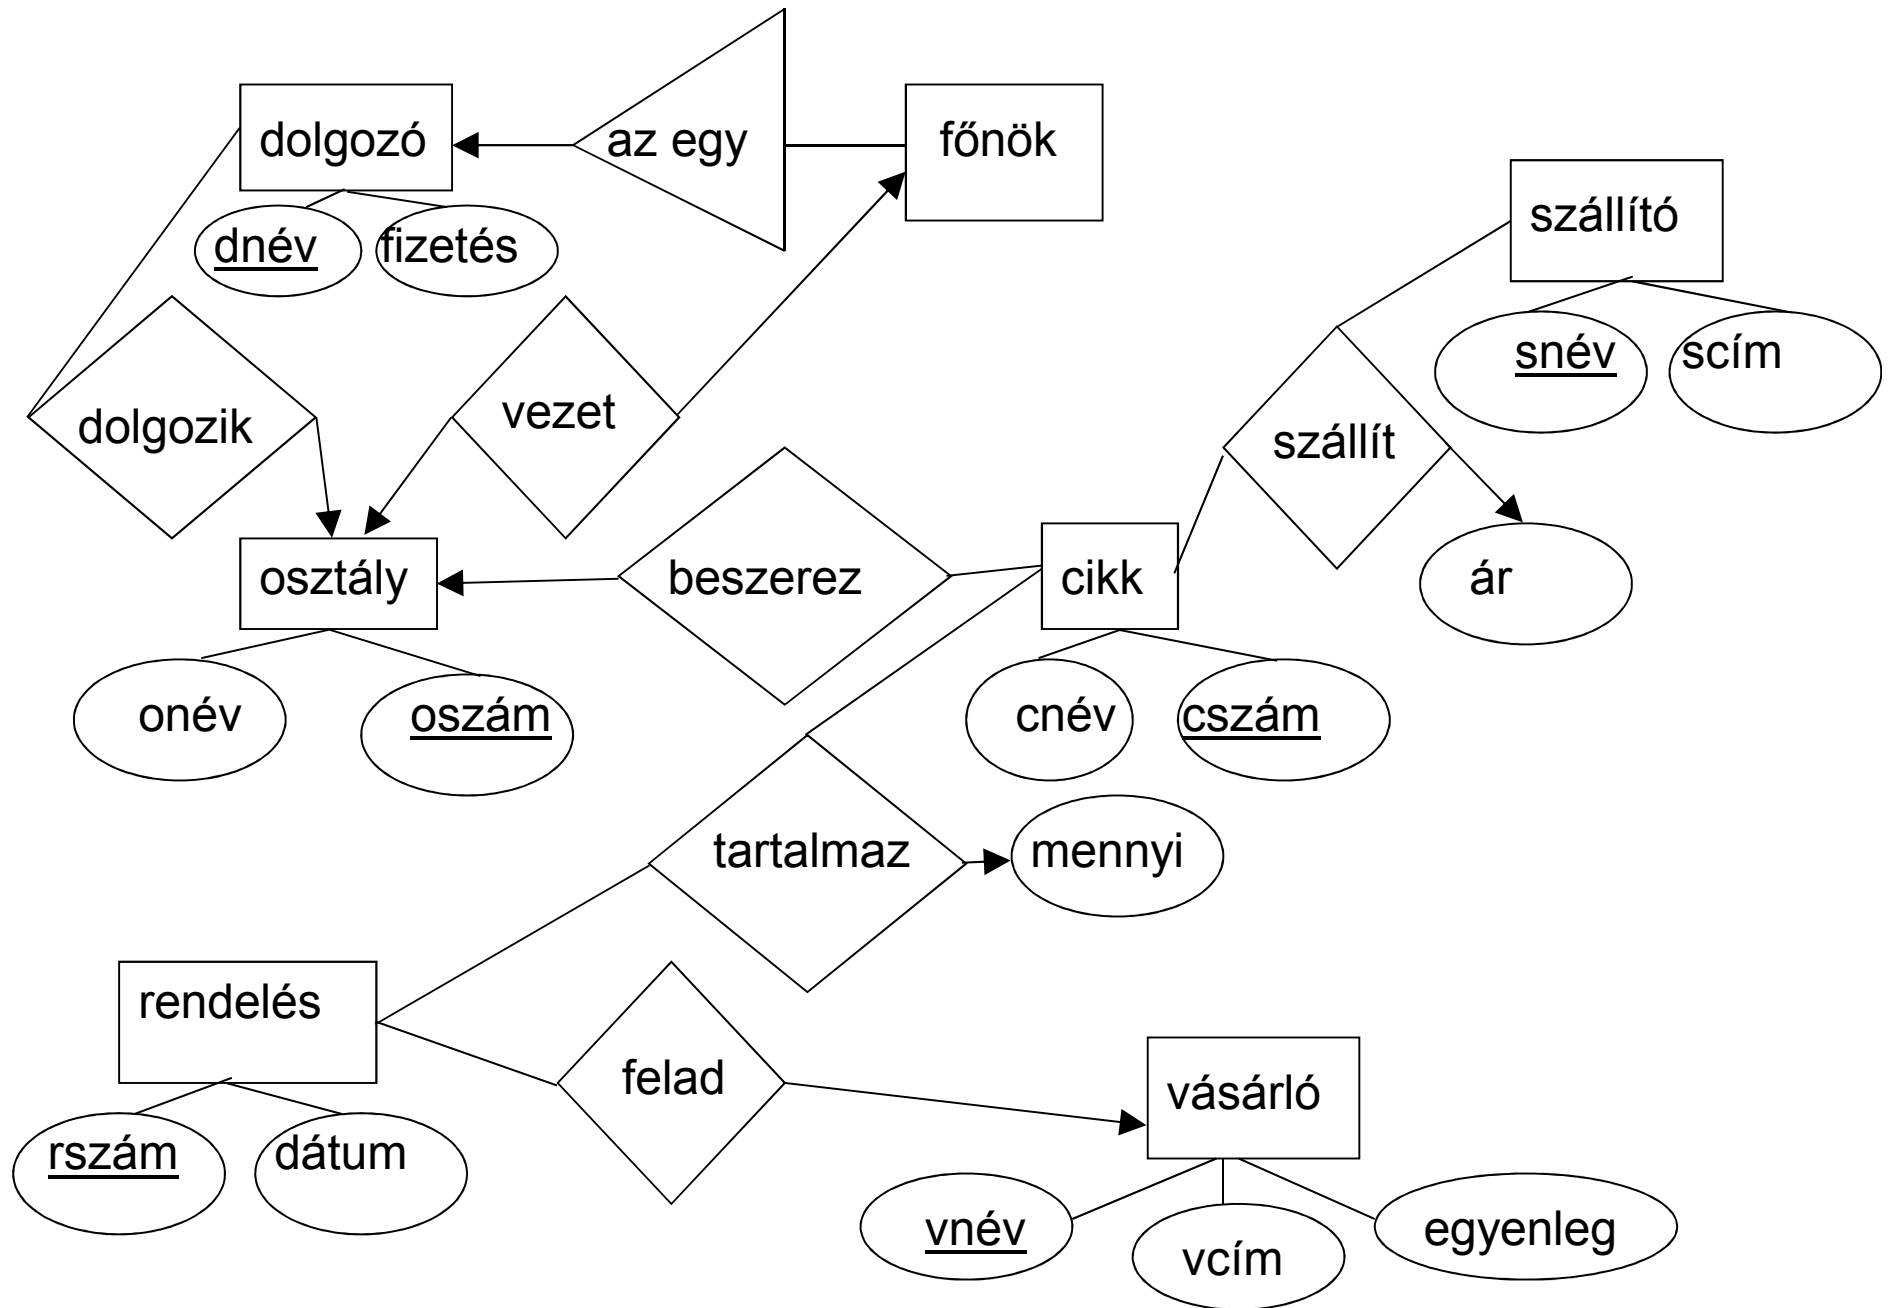 dolgozó
az egy
főnök
szállító
dnév
fizetés
snév
scím
dolgozik
vezet
szállít
osztály
beszerez
cikk
ár
onév
oszám
cnév
cszám
tartalmaz
mennyi
rendelés
felad
vásárló
rszám
dátum
vnév
vcím
egyenleg